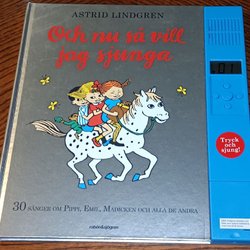 ASTRID LINDGREN
Och nu så vill
jag sjunga
01
Tryck
och
sjung!
30 SÅNGER OM PIPPI, EMIL, MADICKEN OCH ALLA DE ANDRA
rabén&sjögren